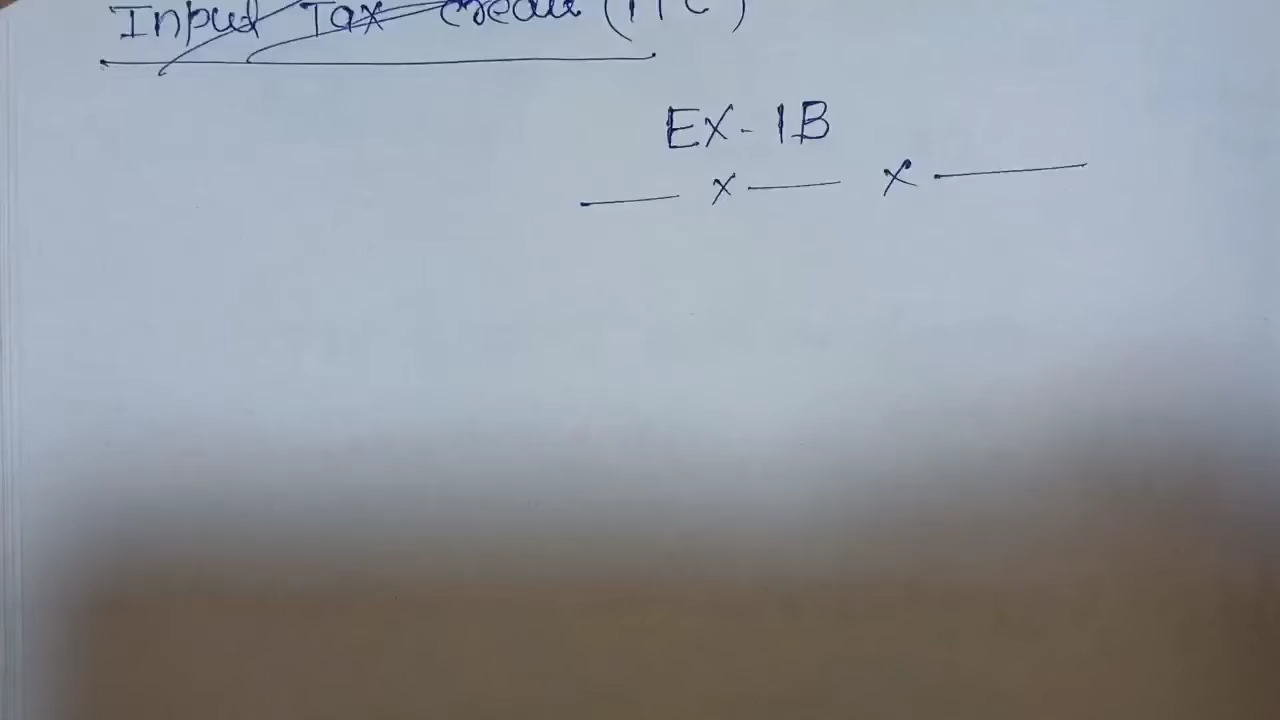 Input Tax Credit (ITC)
EX-1B
— x — x —